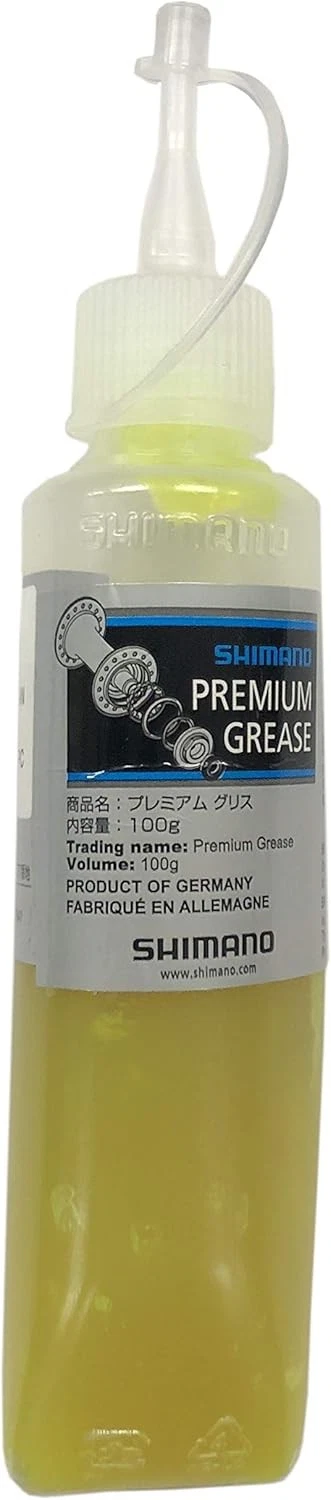 SHIMANO
SHIMANO
PREMIUM
GREASE
商品名：プレミアム グリス
内容量：100g
Trading name: Premium Grease
Volume: 100g
PRODUCT OF GERMANY
FABRIQUÉ EN ALLEMAGNE
SHIMANO
www.shimano.com